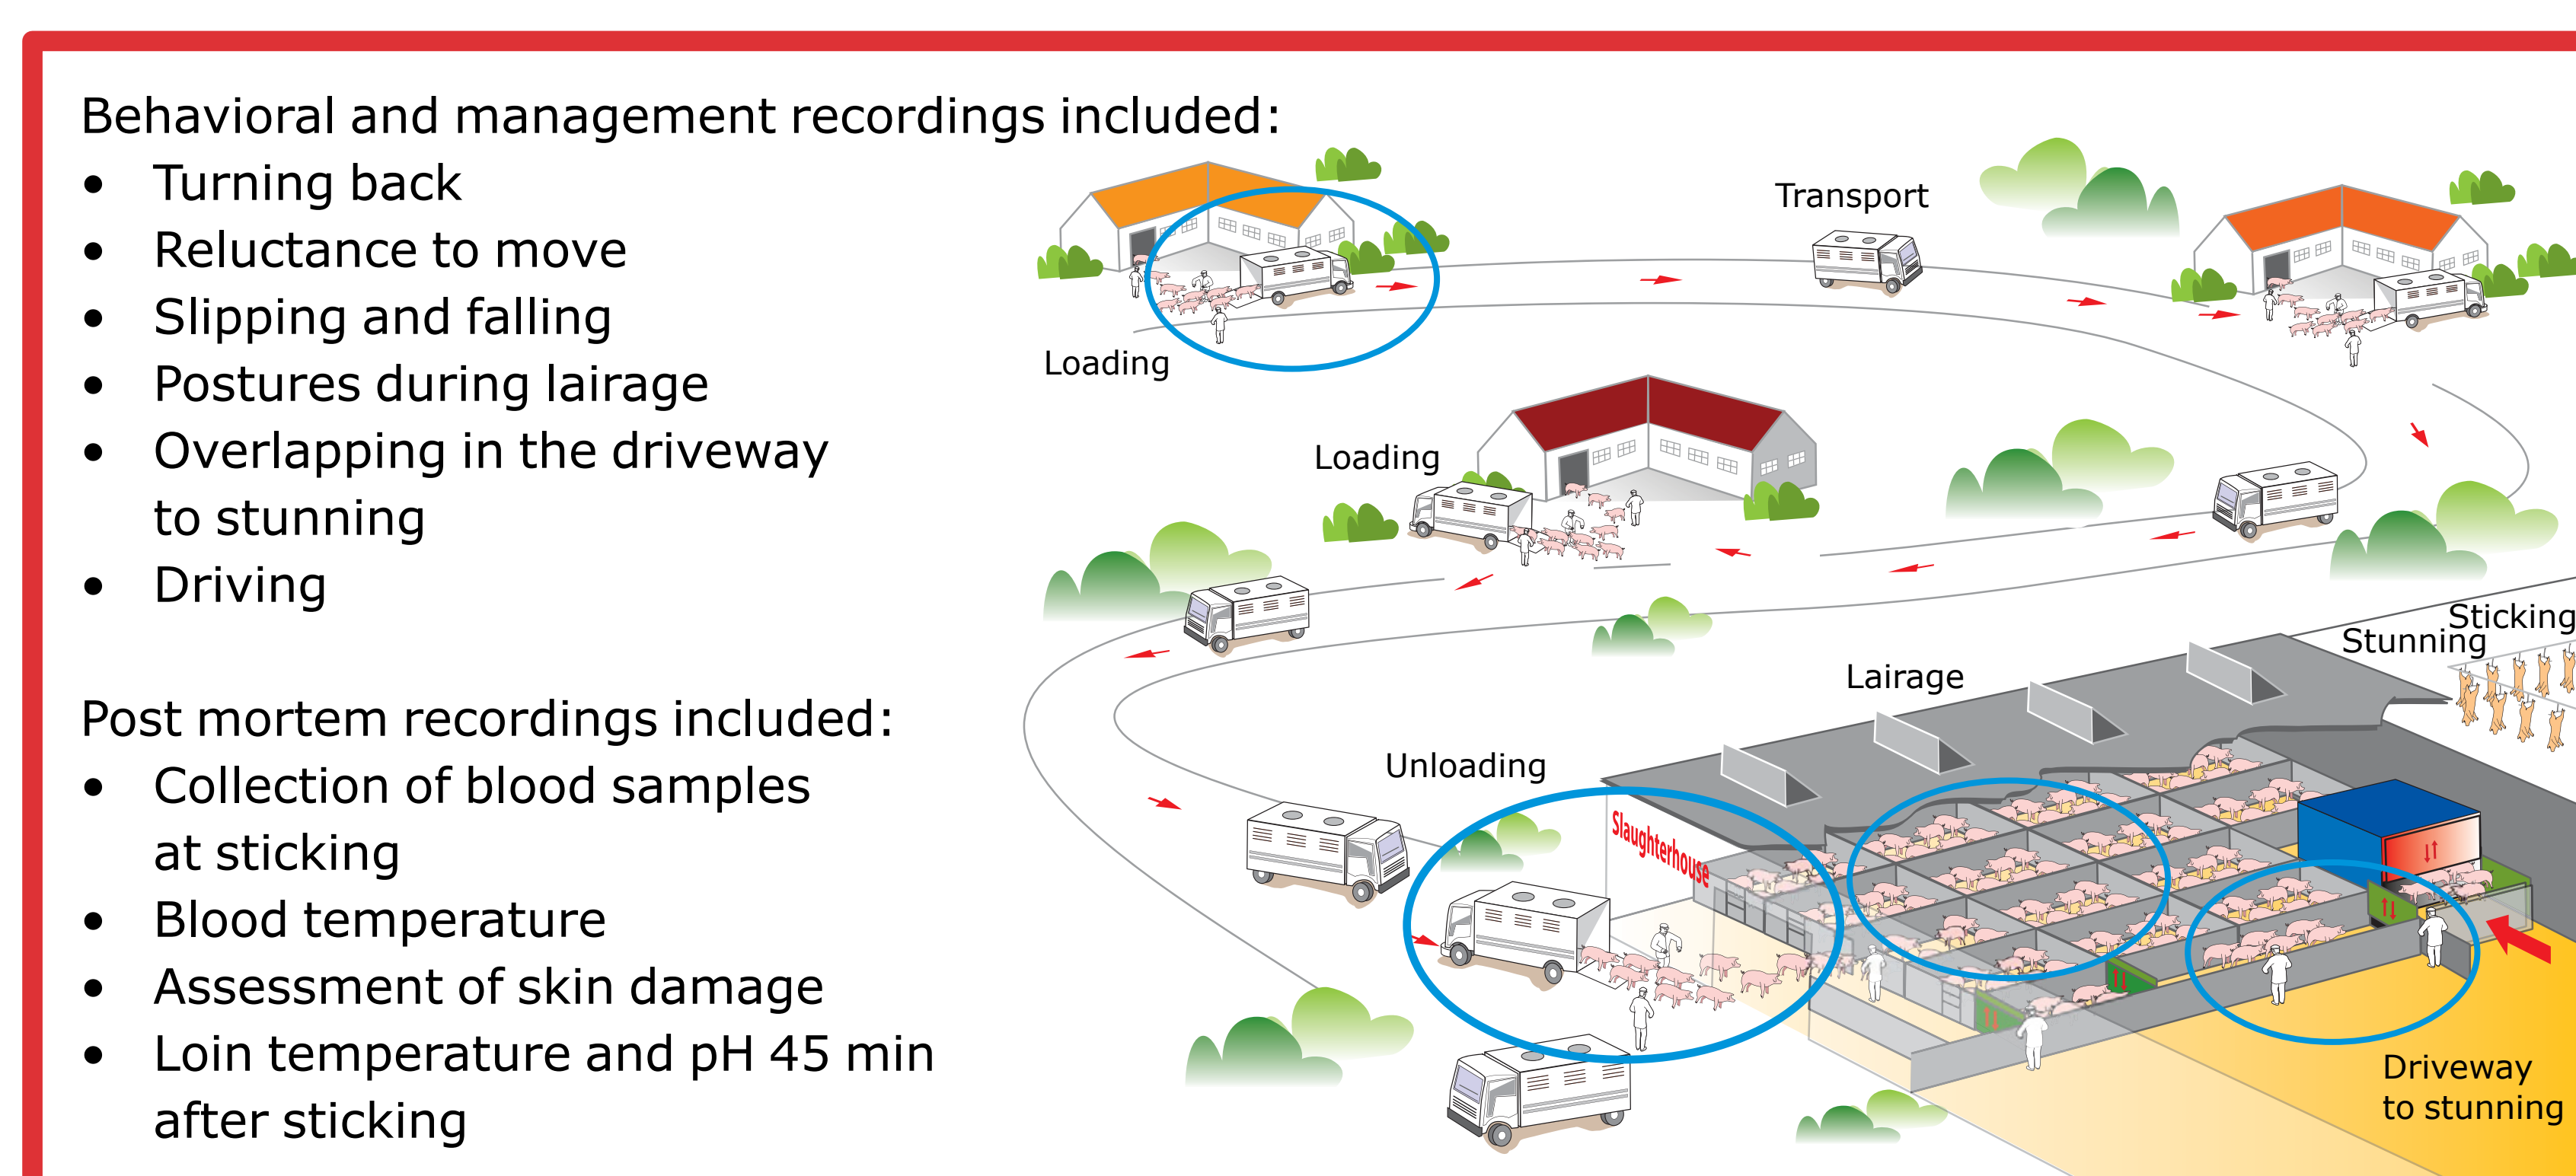 Behavioral and management recordings included:
• Turning back
• Reluctance to move
• Slipping and falling
• Postures during lairage
• Overlapping in the driveway
to stunning
• Driving
Post mortem recordings included:
• Collection of blood samples
at sticking
• Blood temperature
• Assessment of skin damage
• Loin temperature and pH 45 min
after sticking
Transport
Loading
Loading
Sticking
Stunning
Lairage
Unloading
Slaughterhouse
Driveway
to stunning